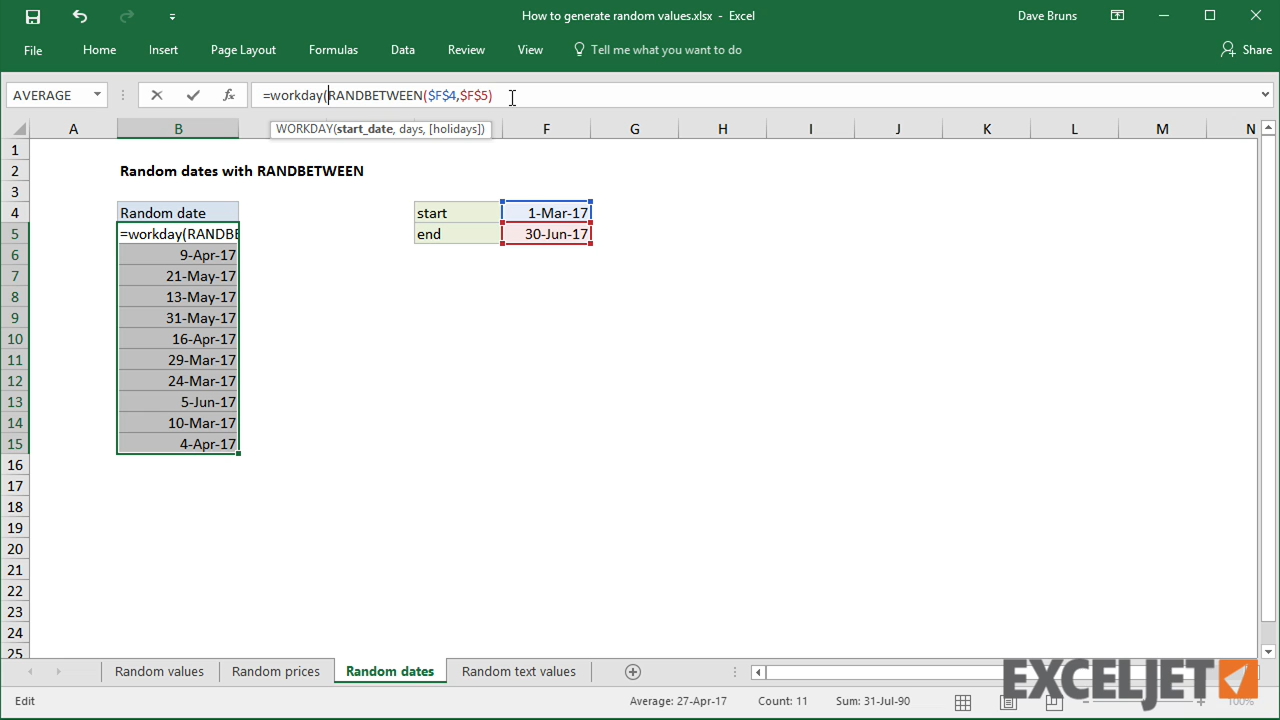 How to generate random values.xlsx - Excel
Dave Bruns
File Home Insert Page Layout Formulas Data Review View Tell me what you want to do Share
AVERAGE fx =workday(RANDBETWEEN($F$4,$F$5)
WORKDAY(start_date, days, [holidays])
A B F G H I J K L M N
1
2 Random dates with RANDBETWEEN
3
4 Random date start 1-Mar-17
5 =workday(RANDBE end 30-Jun-17
6 9-Apr-17
7 21-May-17
8 13-May-17
9 31-May-17
10 16-Apr-17
11 29-Mar-17
12 24-Mar-17
13 5-Jun-17
14 10-Mar-17
15 4-Apr-17
16
17
18
19
20
21
22
23
24
25
Random values Random prices Random dates Random text values
EXCELJET
Edit Average: 27-Apr-17 Count: 11 Sum: 31-Jul-90 100%